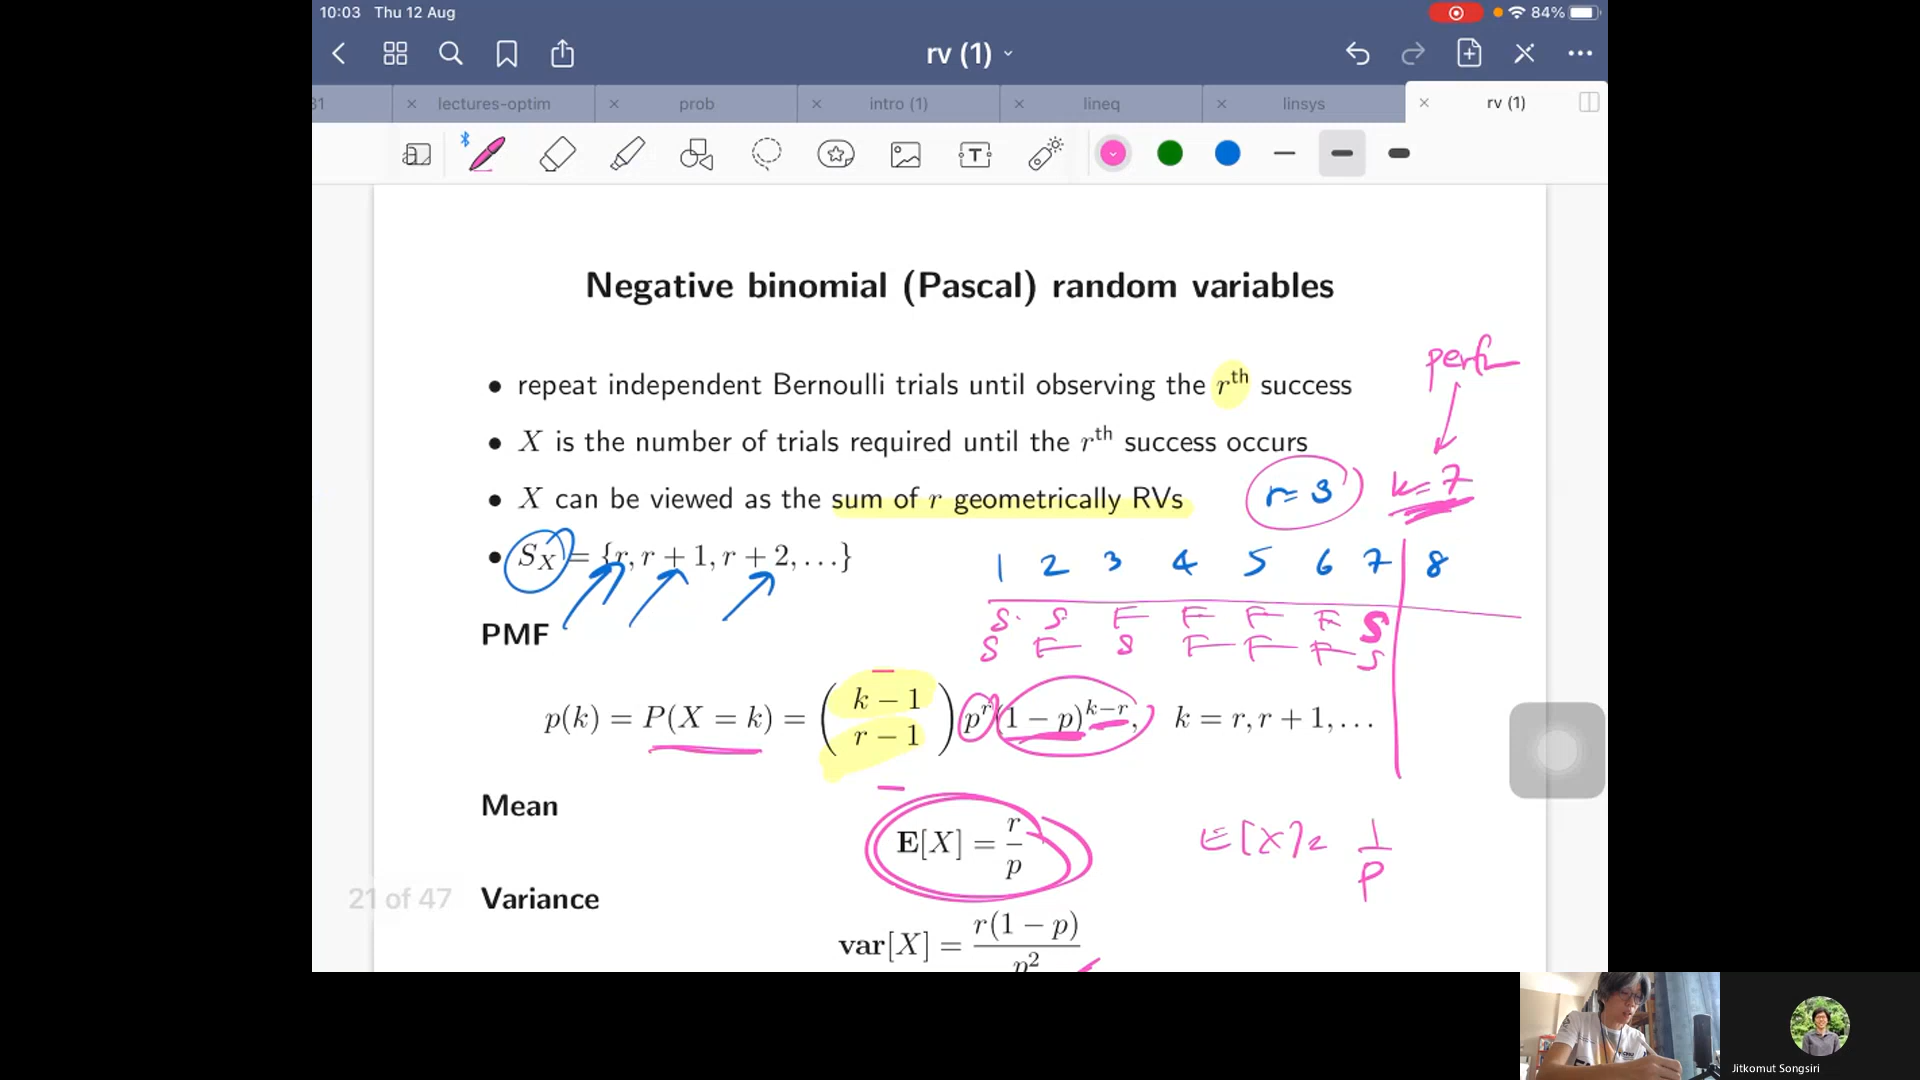 10:03 Thu 12 Aug
84%
rv (1)
31
lectures-optim
prob
intro (1)
lineq
linsys
rv (1)
Negative binomial (Pascal) random variables
• repeat independent Bernoulli trials until observing the r^th success
• X is the number of trials required until the r^th success occurs
• X can be viewed as the sum of r geometrically RVs
r = 3
k = 7
• S_X = {r, r + 1, r + 2, ...}
1 2 3 4 5 6 7 8
S S F F F F S
S F S F F F S
PMF
p(k) = P(X = k) = (k − 1 / r − 1) p^r (1 − p)^{k−r}, k = r, r + 1, ...
Mean
E[X] = r/p
E[X] = 1/p
21 of 47
Variance
var[X] = r(1 − p)/p^2
Jitkomut Songsiri